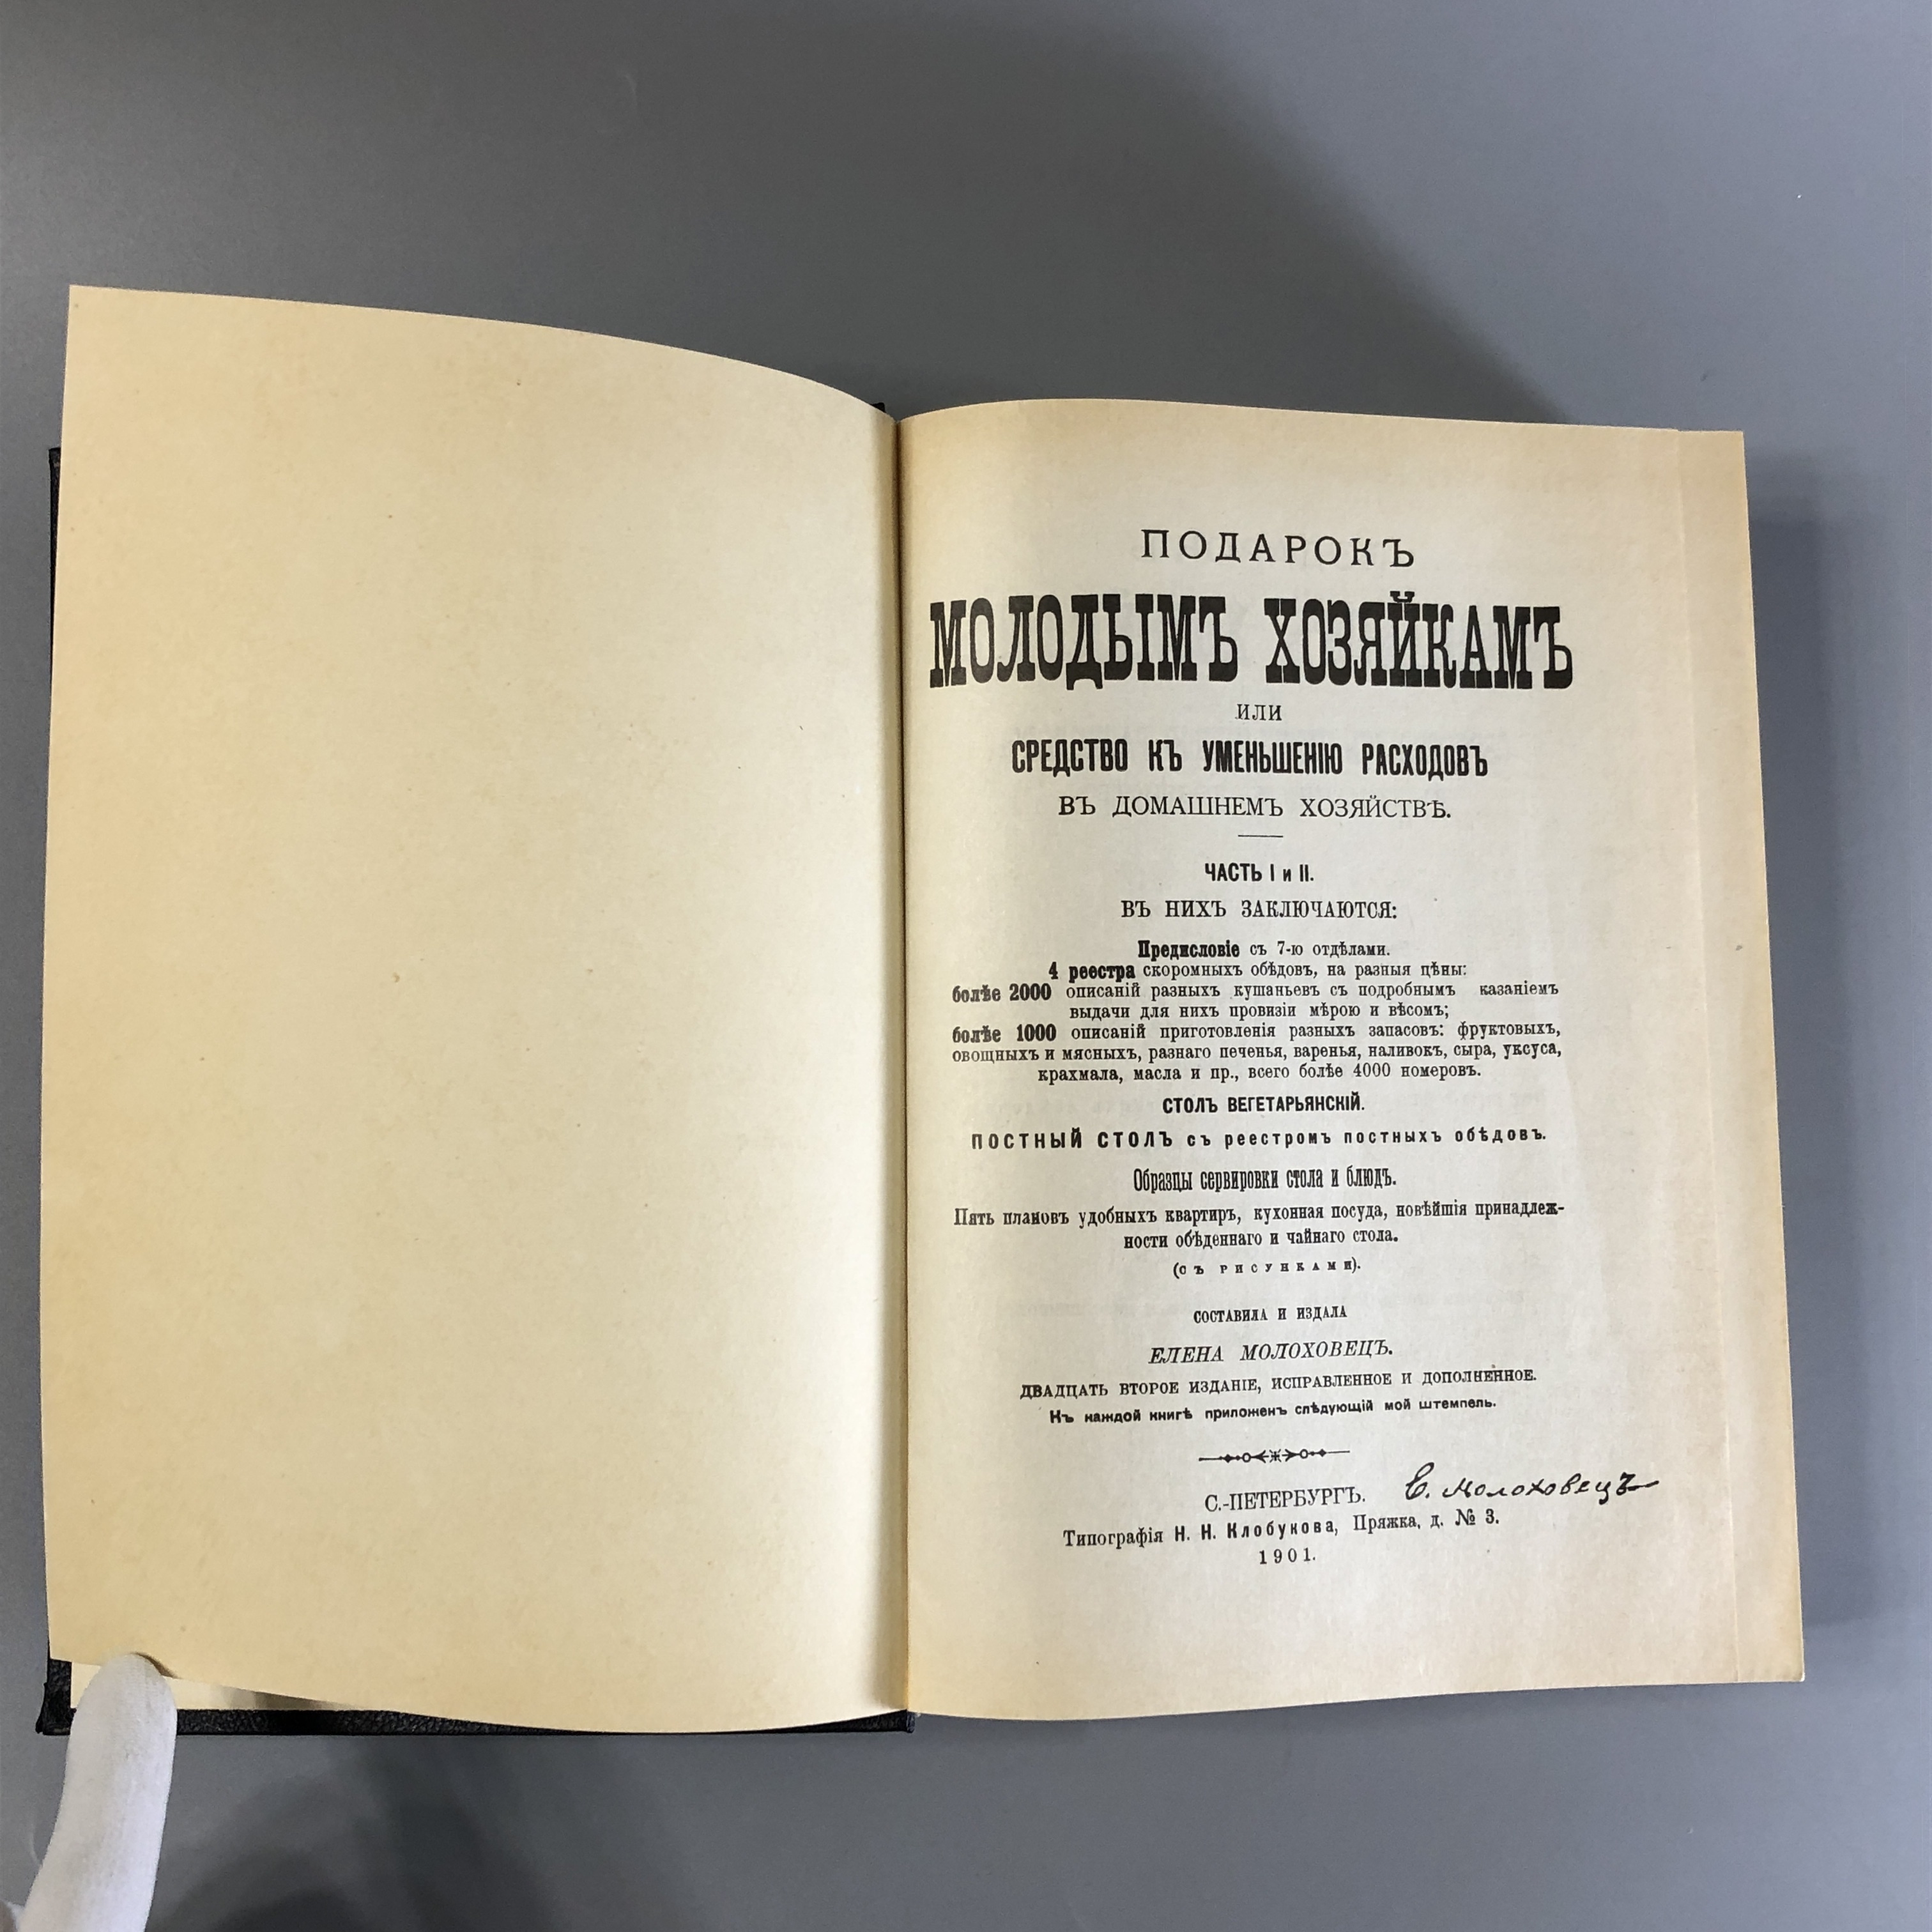 ПОДАРОКЪ
МОЛОДЫМЪ ХОЗЯЙКАМЪ
ИЛИ
СРЕДСТВО КЪ УМЕНЬШЕНІЮ РАСХОДОВЪ
ВЪ ДОМАШНЕМЪ ХОЗЯЙСТВѢ.
ЧАСТЬ I и II.
ВЪ НИХЪ ЗАКЛЮЧАЮТСЯ:
Предисловіе съ 7-ю отдѣлами.
4 реестра скоромныхъ обѣдовъ, на разныя цѣны:
болѣе 2000 описаній разныхъ кушаньевъ съ подробнымъ казаніемъ
выдачи для нихъ провизіи мѣрою и вѣсомъ;
болѣе 1000 описаній приготовленія разныхъ запасовъ: фруктовыхъ,
овощныхъ и мясныхъ, разнаго печенья, варенья, наливокъ, сыра, уксуса,
крахмала, масла и пр., всего болѣе 4000 номеровъ.
СТОЛЪ ВЕГЕТАРЬЯНСКІЙ.
ПОСТНЫЙ СТОЛЪ съ реестромъ постныхъ обѣдовъ.
Образцы сервировки стола и блюдъ.
Пять плановъ удобныхъ квартиръ, кухонная посуда, новѣйшія принадлеж-
ности обѣденнаго и чайнаго стола.
(съ рисунками).
СОСТАВИЛА И ИЗДАЛА
ЕЛЕНА МОЛОХОВЕЦЪ.
ДВАДЦАТЬ ВТОРОЕ ИЗДАНІЕ, ИСПРАВЛЕННОЕ И ДОПОЛНЕННОЕ.
Къ каждой книгѣ приложенъ слѣдующій мой штемпель.
С.-ПЕТЕРБУРГЪ. Е. Молоховецъ
Типографія Н. Н. Клобукова, Пряжка, д. № 3.
1901.